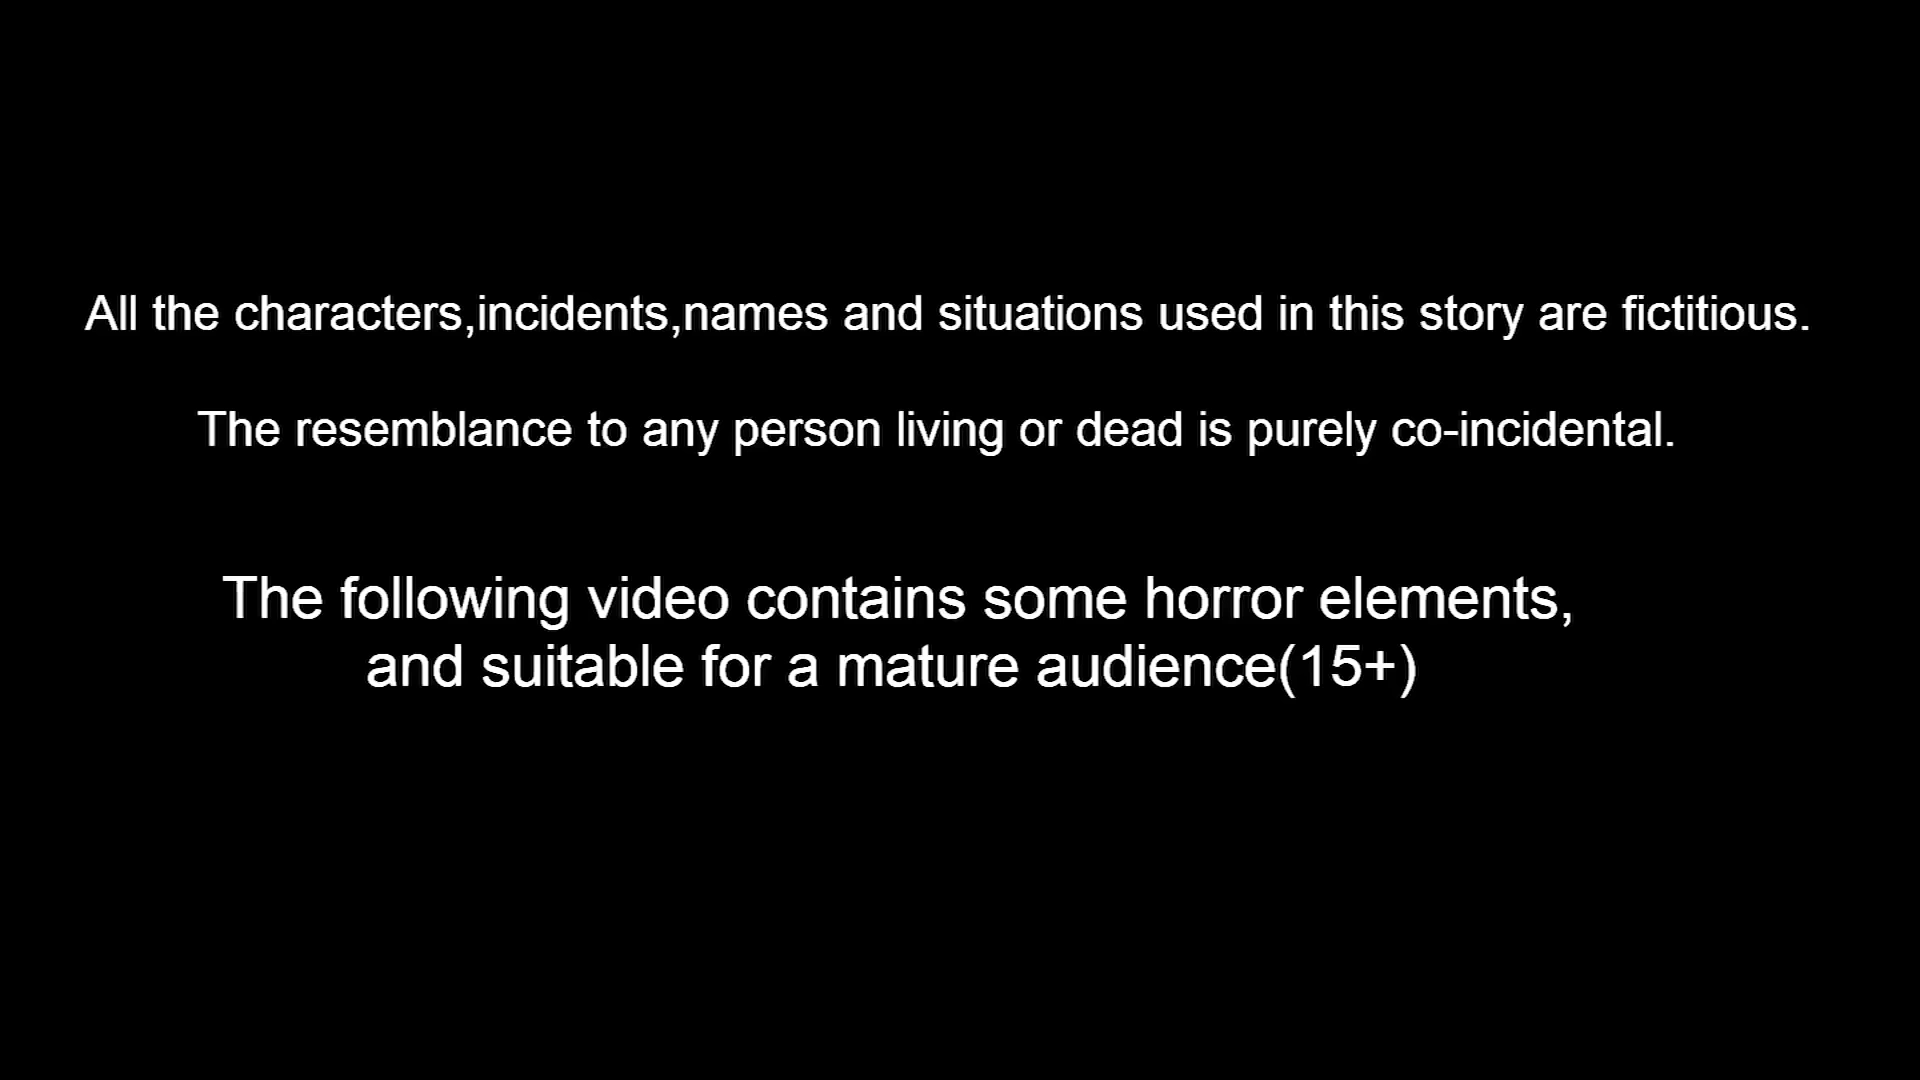 All the characters,incidents,names and situations used in this story are fictitious.
The resemblance to any person living or dead is purely co-incidental.
The following video contains some horror elements,
and suitable for a mature audience(15+)